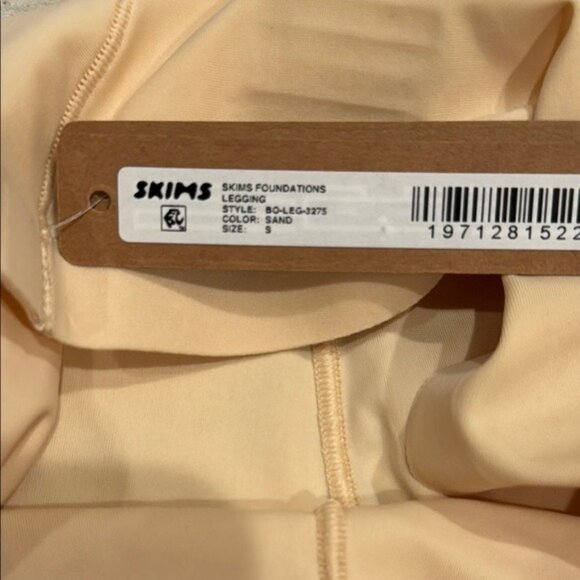 SKIMS
SKIMS FOUNDATIONS
LEGGING
STYLE: BO-LEG-3275
COLOR: SAND
SIZE: S
1971281522